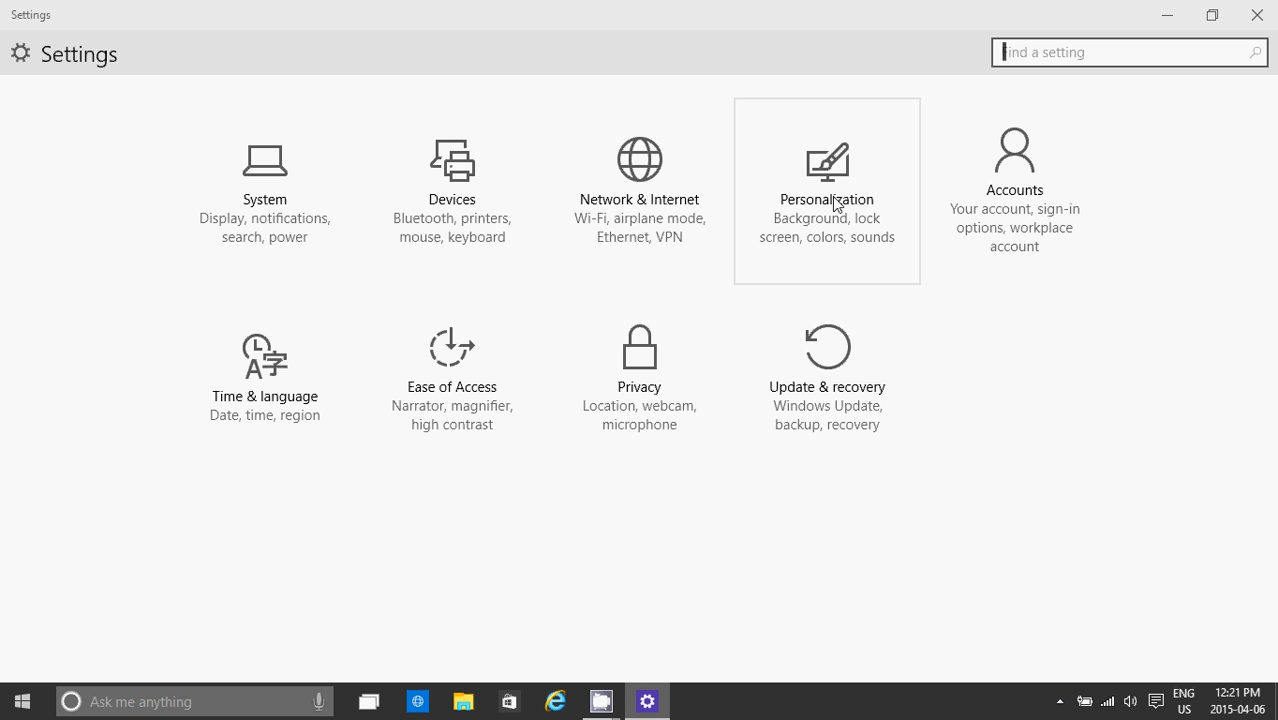 Settings
Settings
Find a setting
System
Display, notifications,
search, power
Devices
Bluetooth, printers,
mouse, keyboard
Network & Internet
Wi-Fi, airplane mode,
Ethernet, VPN
Personalization
Background, lock
screen, colors, sounds
Accounts
Your account, sign-in
options, workplace
account
Time & language
Date, time, region
Ease of Access
Narrator, magnifier,
high contrast
Privacy
Location, webcam,
microphone
Update & recovery
Windows Update,
backup, recovery
Ask me anything
ENG
US
12:21 PM
2015-04-06